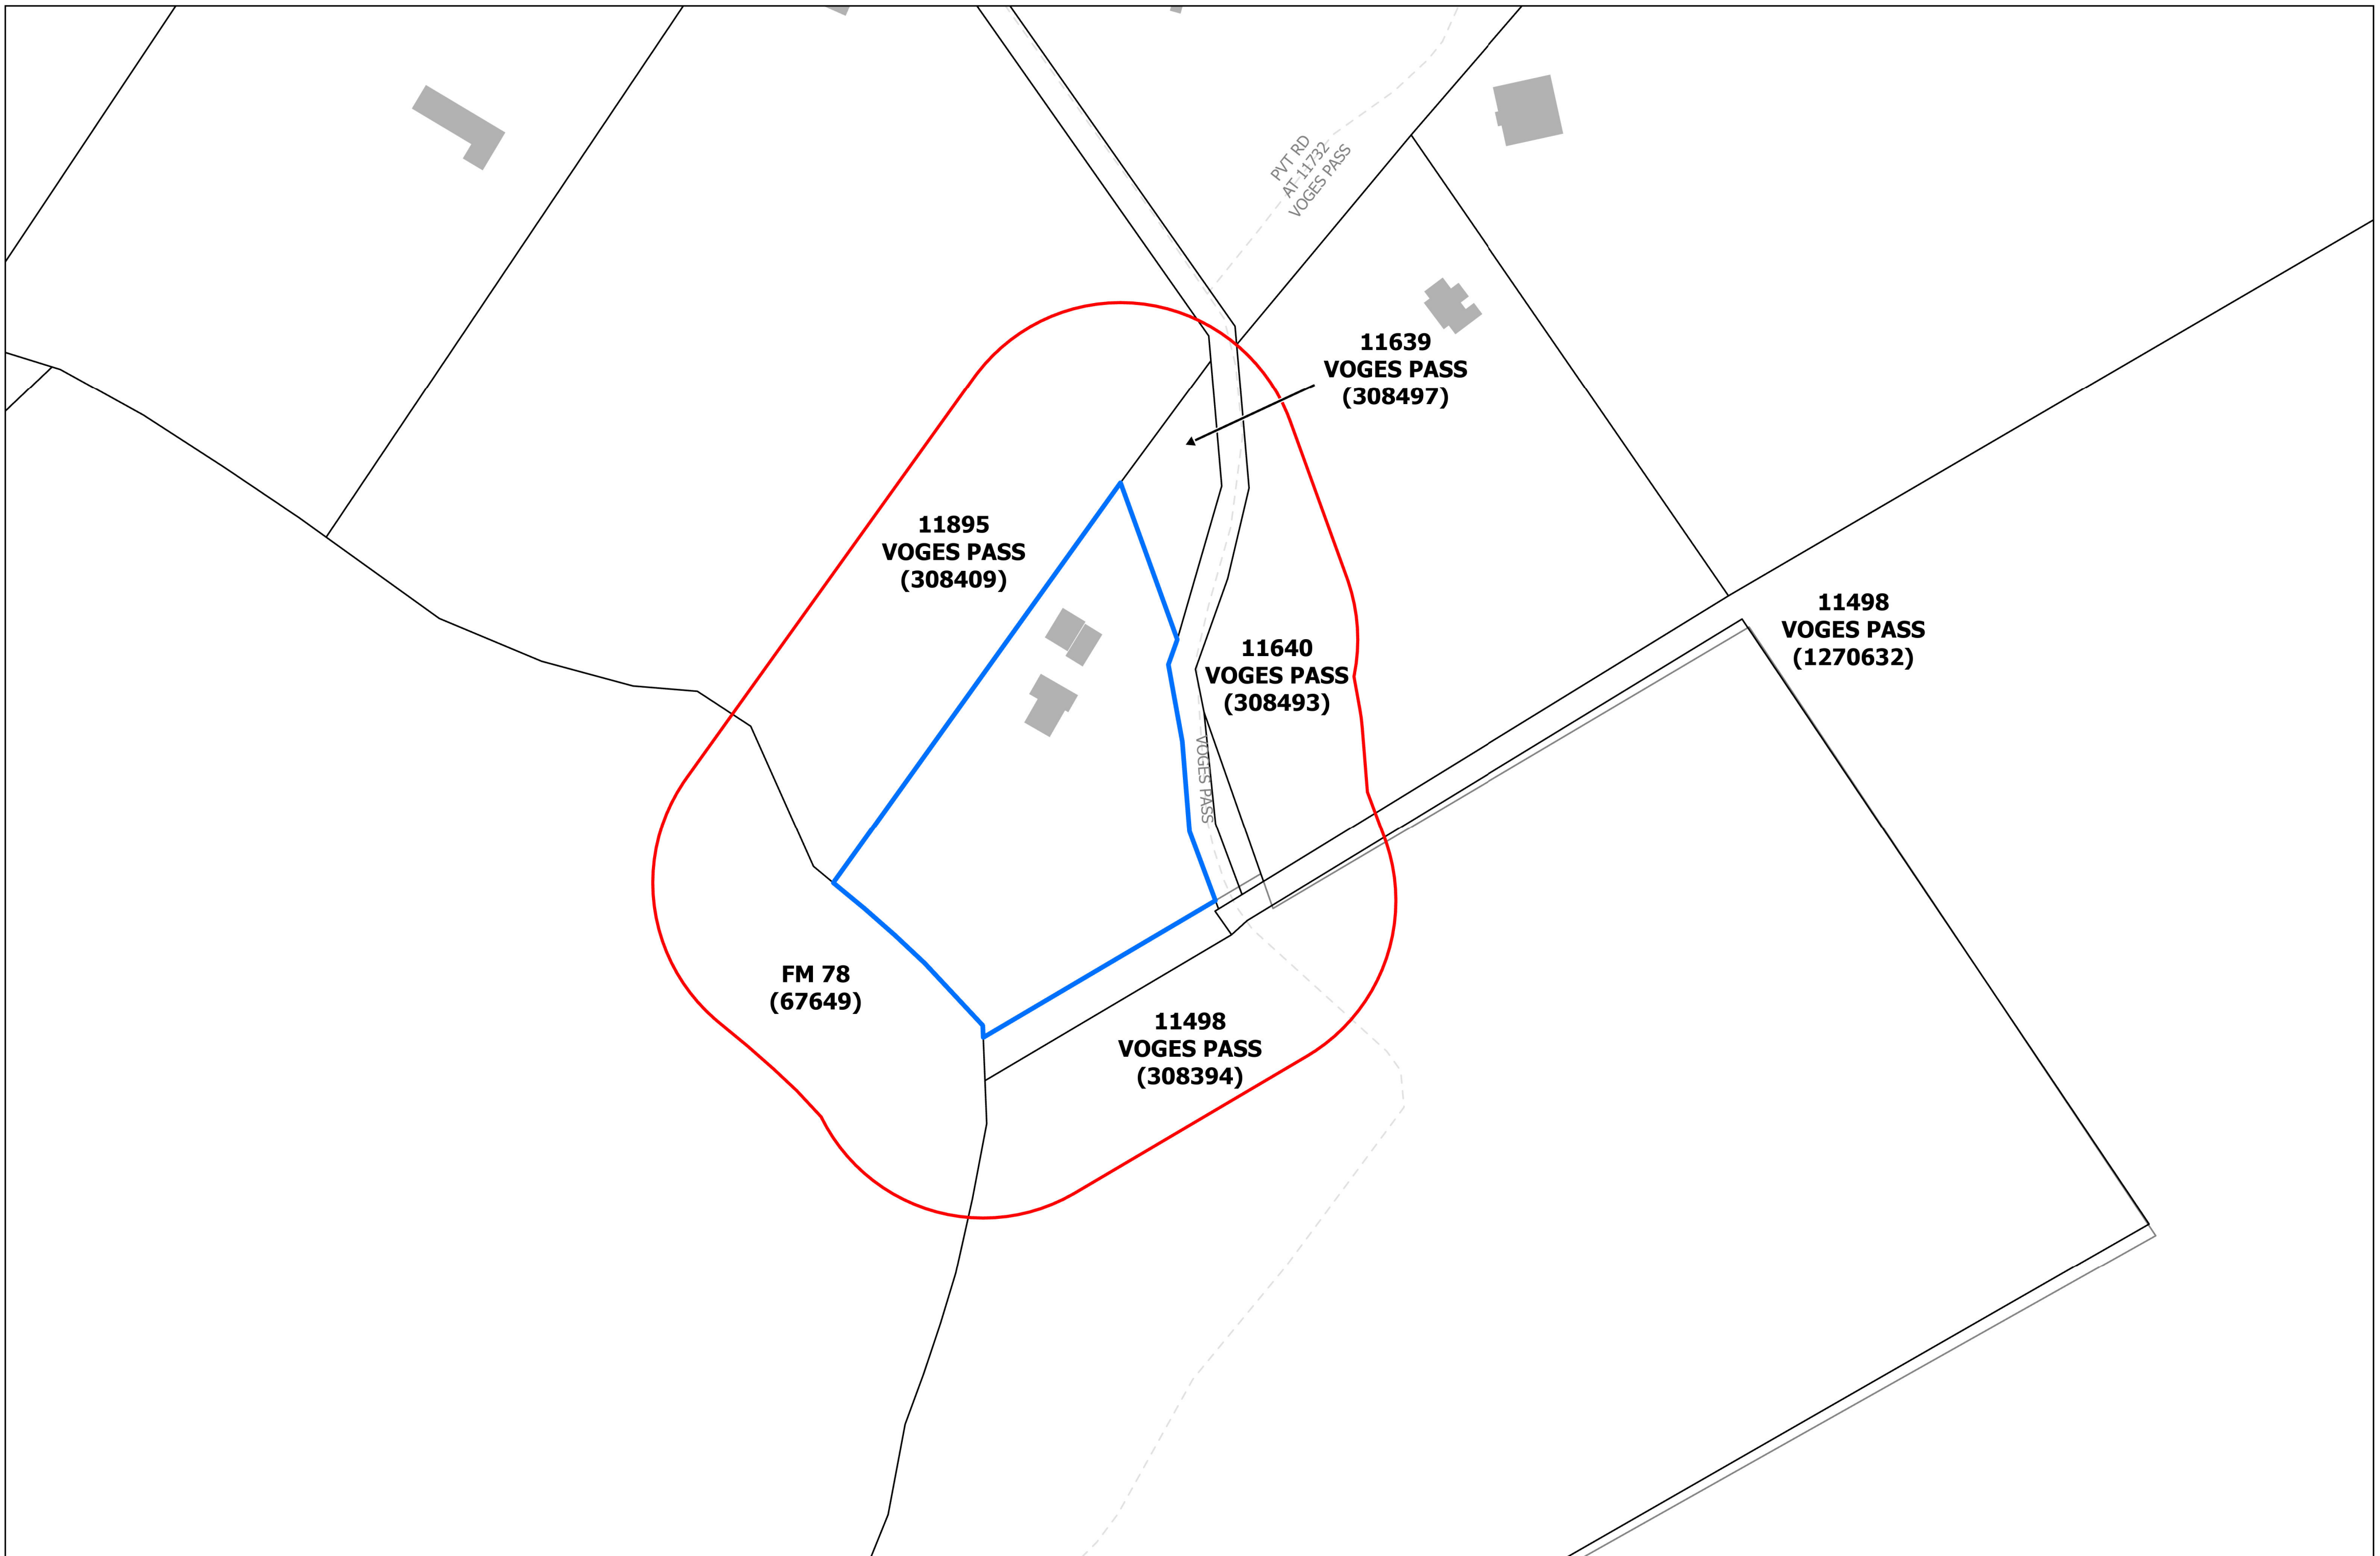 PVT RD
AT 11732
VOGES PASS
11639
VOGES PASS
(308497)
11895
VOGES PASS
(308409)
11498
VOGES PASS
(1270632)
11640
VOGES PASS
(308493)
VOGES PASS
FM 78
(67649)
11498
VOGES PASS
(308394)